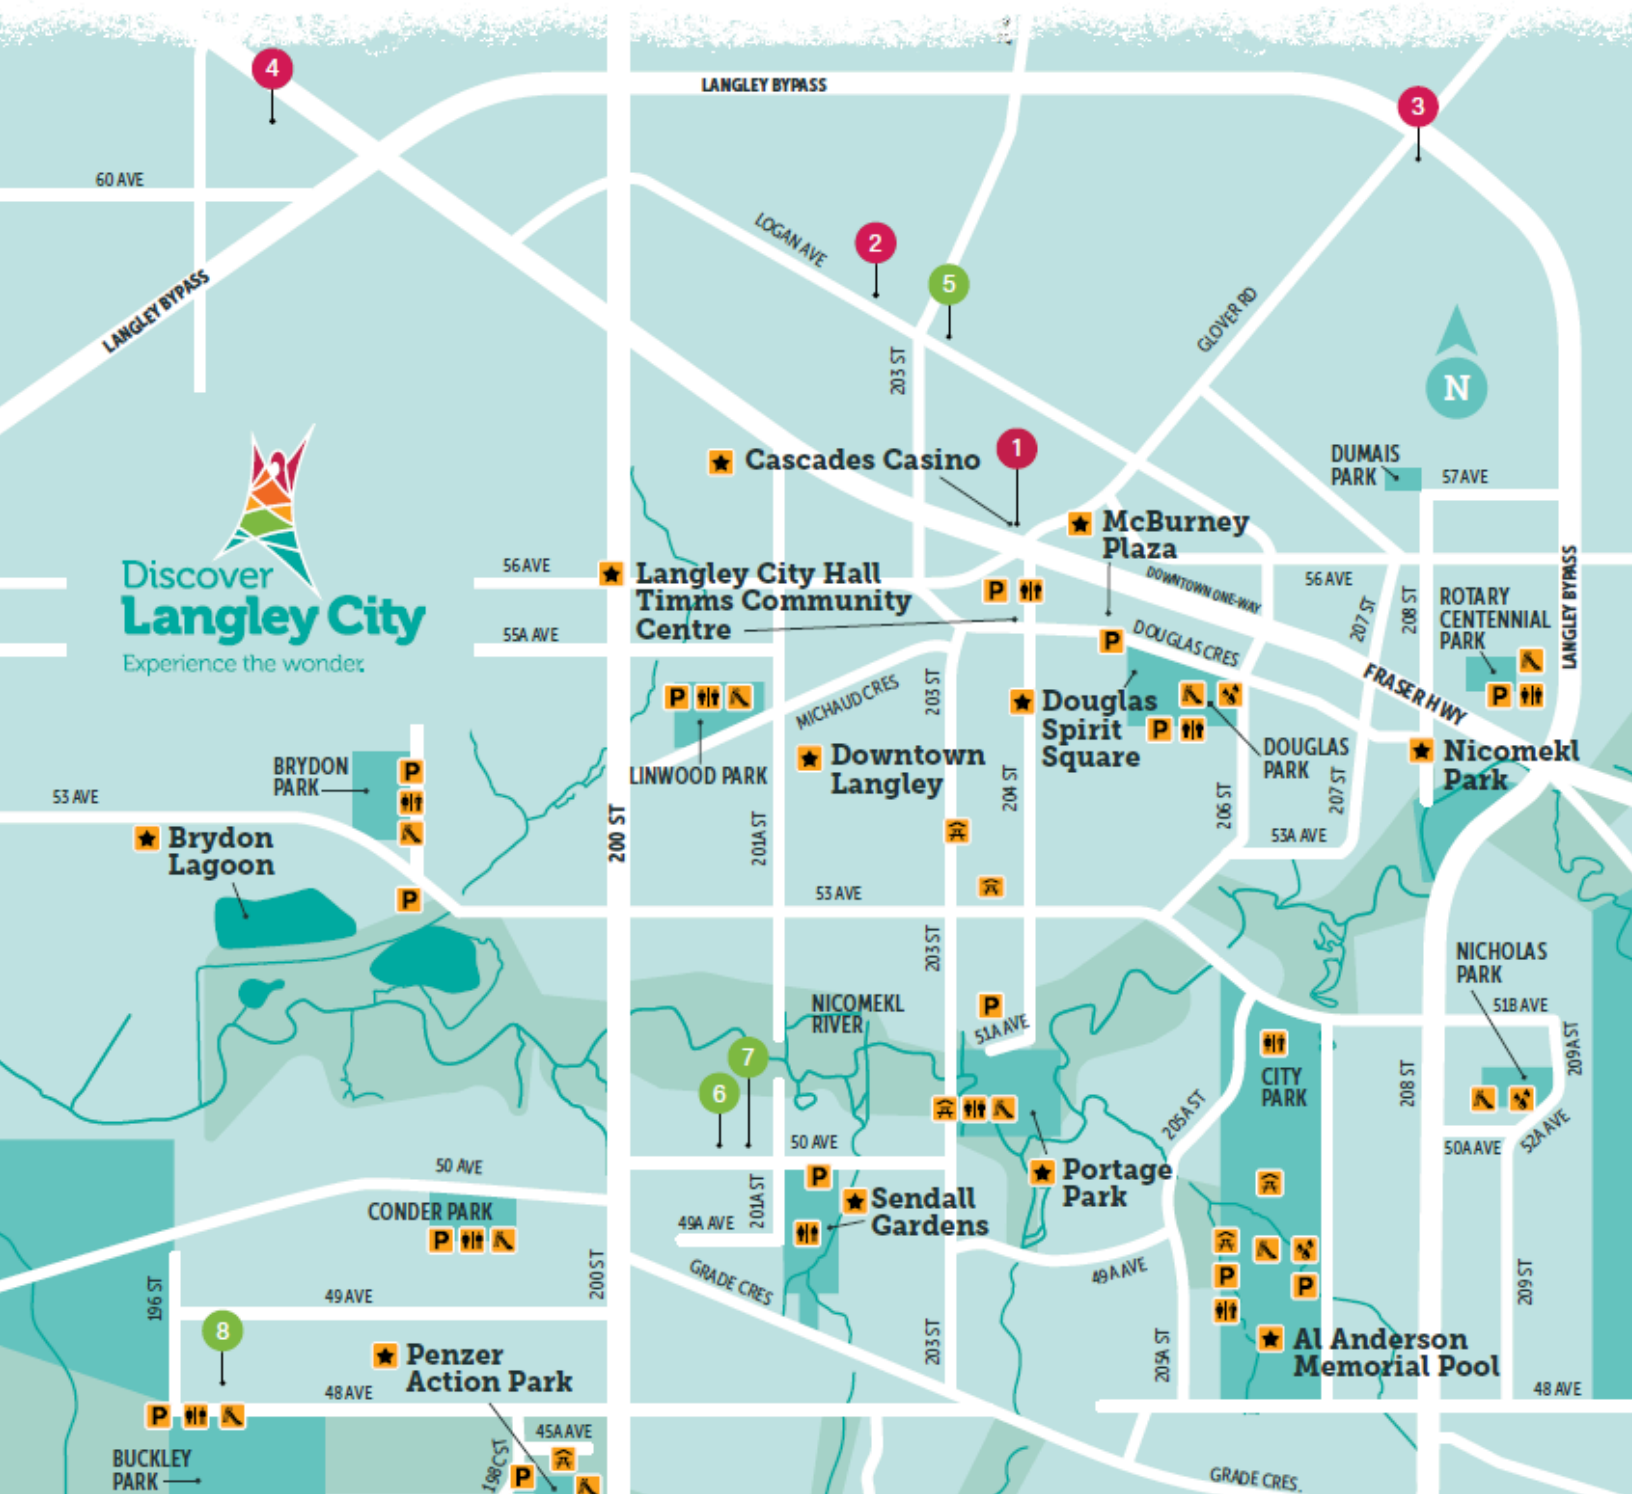 4
LANGLEY BYPASS
3
60 AVE
LOGAN AVE
2
5
LANGLEY BYPASS
GLOVER RD
203 ST
N
1
Cascades Casino
DUMAIS
PARK
57 AVE
McBurney
Plaza
Discover
Langley City
Experience the wonder.
56 AVE
Langley City Hall
Timms Community
Centre
55A AVE
P
DOWNTOWN ONE-WAY
56 AVE
207 ST
208 ST
ROTARY
CENTENNIAL
PARK
LANGLEY BYPASS
P
DOUGLAS CRES
P
FRASER HWY
P
MICHAUD CRES
203 ST
Douglas
Spirit
Square
P
DOUGLAS
PARK
Nicomekl
Park
LINWOOD PARK
Downtown
Langley
204 ST
206 ST
207 ST
BRYDON
PARK
P
53 AVE
Brydon
Lagoon
200 ST
201A ST
53A AVE
P
53 AVE
203 ST
NICHOLAS
PARK
NICOMEKL
RIVER
P
51A AVE
51B AVE
209A ST
7
6
CITY
PARK
208 ST
205A ST
50 AVE
50A AVE
52A AVE
50 AVE
P
Portage
Park
CONDER PARK
P
201A ST
49A AVE
Sendall
Gardens
200 ST
GRADE CRES
49A AVE
P
P
209 ST
196 ST
49 AVE
8
Penzer
Action Park
203 ST
205A ST
Al Anderson
Memorial Pool
48 AVE
48 AVE
P
45A AVE
BUCKLEY
PARK
198C ST
P
GRADE CRES.